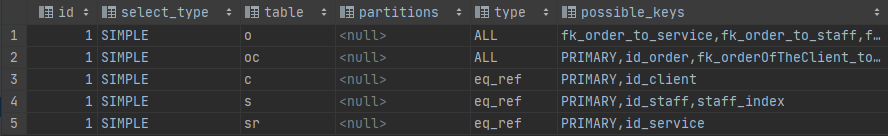 id select_type table partitions type possible_keys
1 1 SIMPLE o <null> ALL fk_order_to_service,fk_order_to_staff,f…
2 1 SIMPLE oc <null> ALL PRIMARY,id_order,fk_orderOfTheClient_to…
3 1 SIMPLE c <null> eq_ref PRIMARY,id_client
4 1 SIMPLE s <null> eq_ref PRIMARY,id_staff,staff_index
5 1 SIMPLE sr <null> eq_ref PRIMARY,id_service